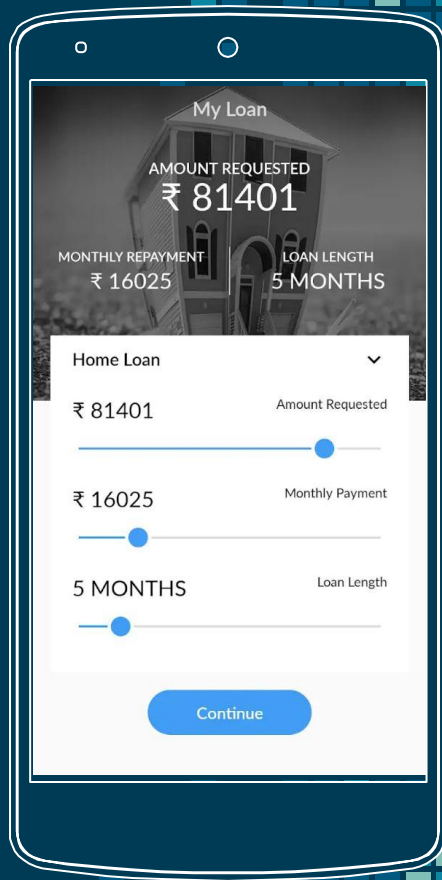 My Loan
AMOUNT REQUESTED
₹ 81401
MONTHLY REPAYMENT
₹ 16025
LOAN LENGTH
5 MONTHS
Home Loan
₹ 81401
Amount Requested
₹ 16025
Monthly Payment
5 MONTHS
Loan Length
Continue